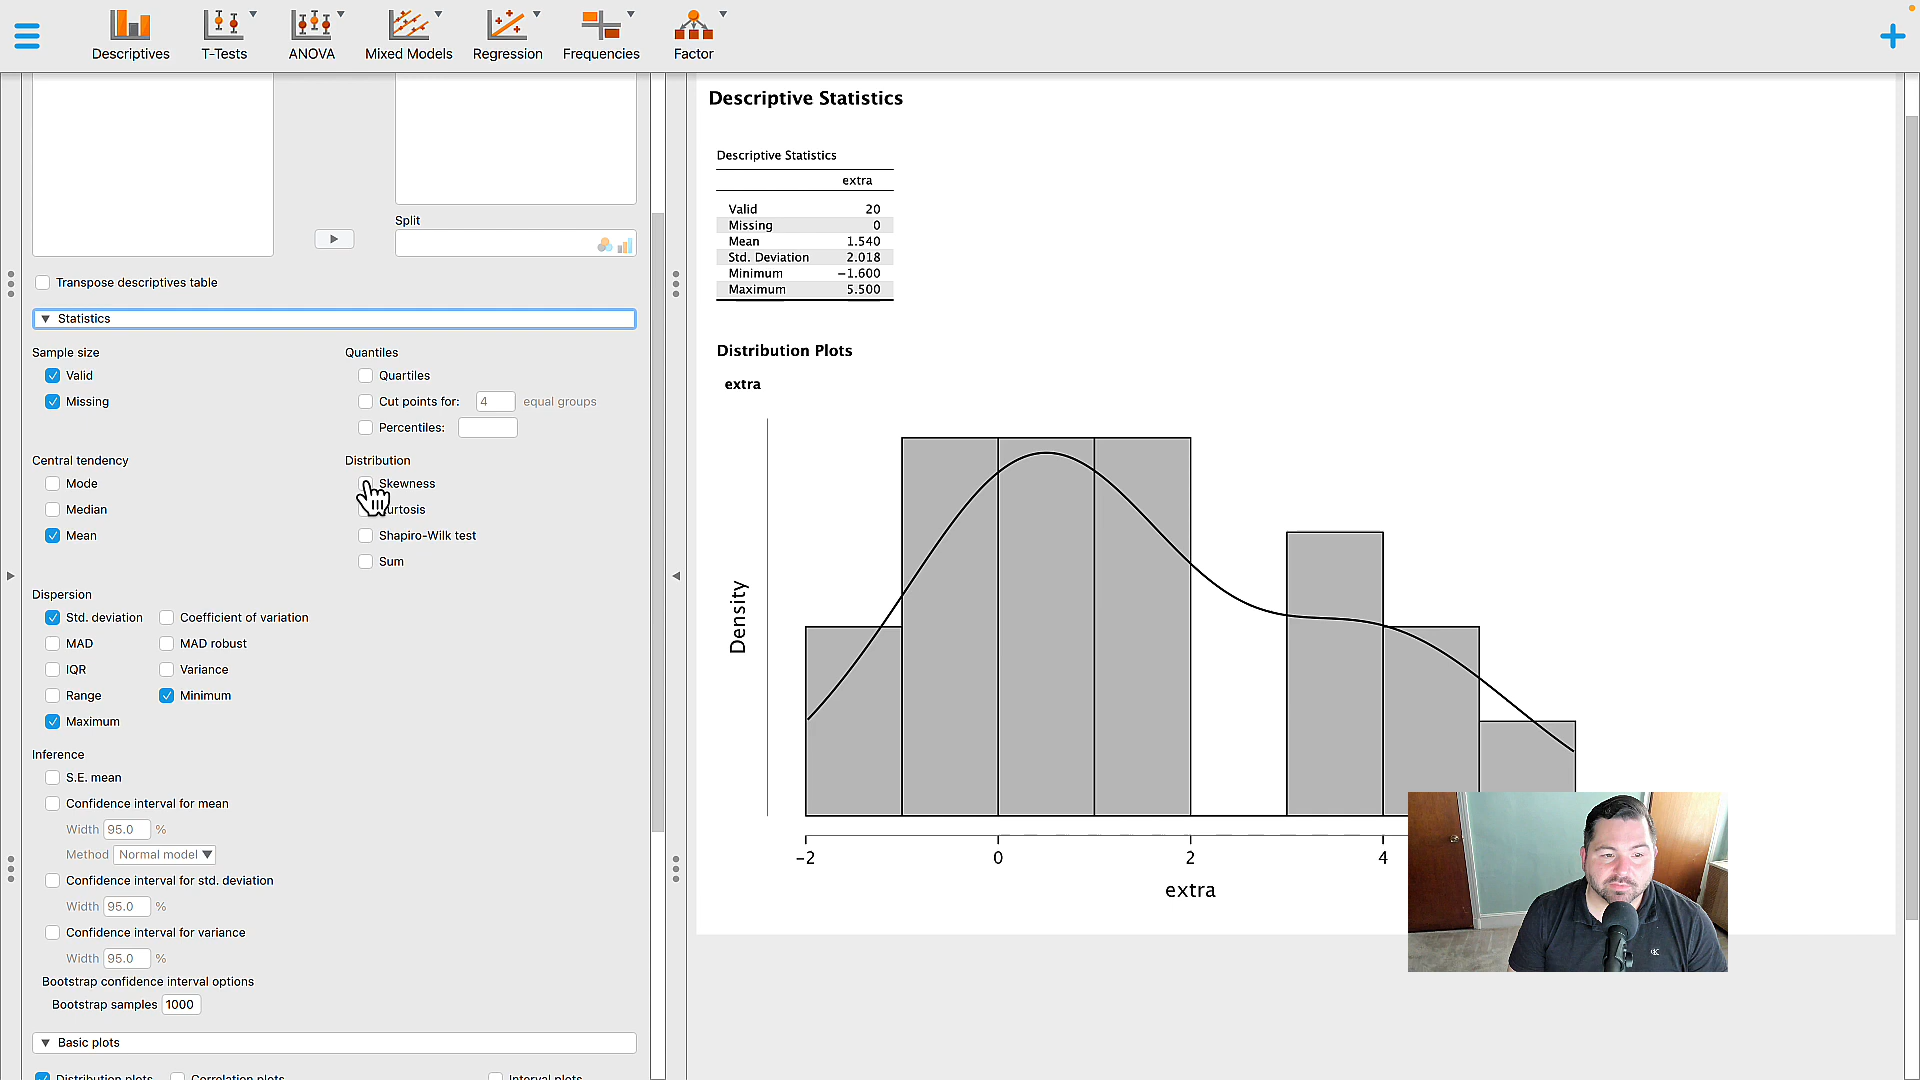 Descriptives
T-Tests
ANOVA
Mixed Models
Regression
Frequencies
Factor
Split
Transpose descriptives table
Statistics
Sample size
Valid
Missing
Quantiles
Quartiles
Cut points for: 4 equal groups
Percentiles:
Central tendency
Mode
Median
Mean
Distribution
Skewness
urtosis
Shapiro-Wilk test
Sum
Dispersion
Std. deviation Coefficient of variation
MAD MAD robust
IQR Variance
Range Minimum
Maximum
Inference
S.E. mean
Confidence interval for mean
Width 95.0 %
Method Normal model
Confidence interval for std. deviation
Width 95.0 %
Confidence interval for variance
Width 95.0 %
Bootstrap confidence interval options
Bootstrap samples 1000
Basic plots
Distribution plots Correlation plots Interval plots
Descriptive Statistics
Descriptive Statistics
extra
Valid 20
Missing 0
Mean 1.540
Std. Deviation 2.018
Minimum −1.600
Maximum 5.500
Distribution Plots
extra
Density
−2 0 2 4
extra